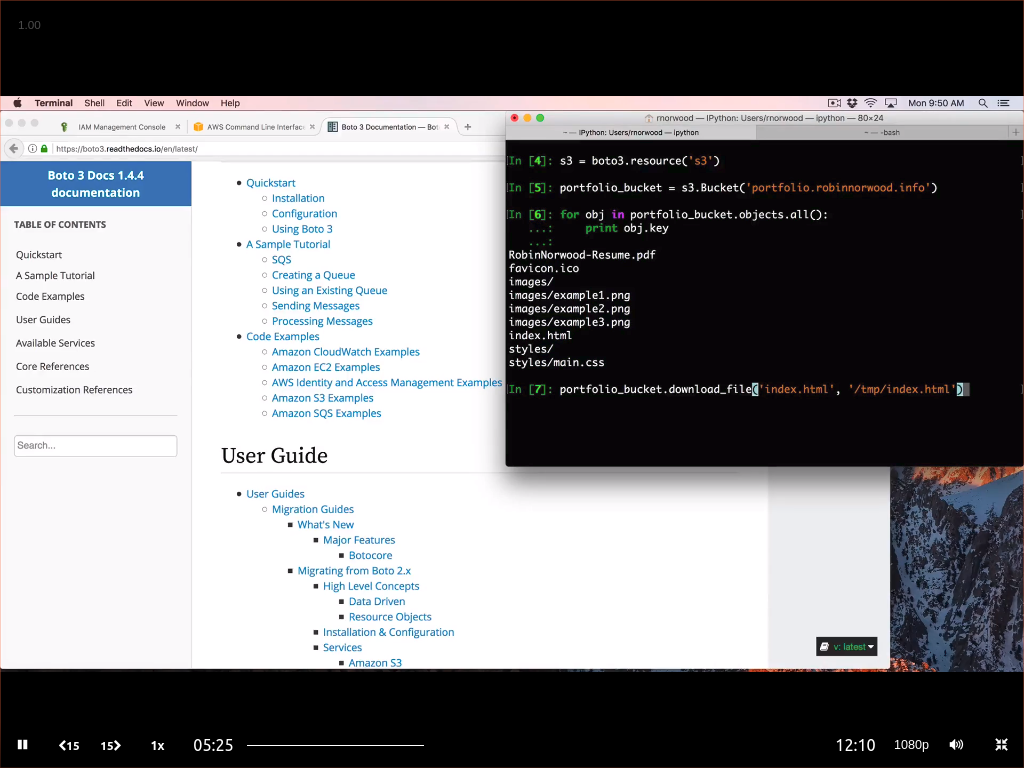 1.00
Terminal Shell Edit View Window Help
Mon 9:50 AM
IAM Management Console
AWS Command Line Interfac
Boto 3 Documentation — Bot
https://boto3.readthedocs.io/en/latest/
Boto 3 Docs 1.4.4
documentation
TABLE OF CONTENTS
Quickstart
A Sample Tutorial
Code Examples
User Guides
Available Services
Core References
Customization References
Search...
Quickstart
Installation
Configuration
Using Boto 3
A Sample Tutorial
SQS
Creating a Queue
Using an Existing Queue
Sending Messages
Processing Messages
Code Examples
Amazon CloudWatch Examples
Amazon EC2 Examples
AWS Identity and Access Management Examples
Amazon S3 Examples
Amazon SQS Examples
User Guide
User Guides
Migration Guides
What's New
Major Features
Botocore
Migrating from Boto 2.x
High Level Concepts
Data Driven
Resource Objects
Installation & Configuration
Services
Amazon S3
v: latest
rnorwood — IPython: Users/rnorwood — ipython — 80×24
~ — IPython: Users/rnorwood — ipython
~ — -bash
In [4]: s3 = boto3.resource('s3')
In [5]: portfolio_bucket = s3.Bucket('portfolio.robinnorwood.info')
In [6]: for obj in portfolio_bucket.objects.all():
...:     print obj.key
...:
RobinNorwood-Resume.pdf
favicon.ico
images/
images/example1.png
images/example2.png
images/example3.png
index.html
styles/
styles/main.css
In [7]: portfolio_bucket.download_file('index.html', '/tmp/index.html')
15 15 1x 05:25 12:10 1080p